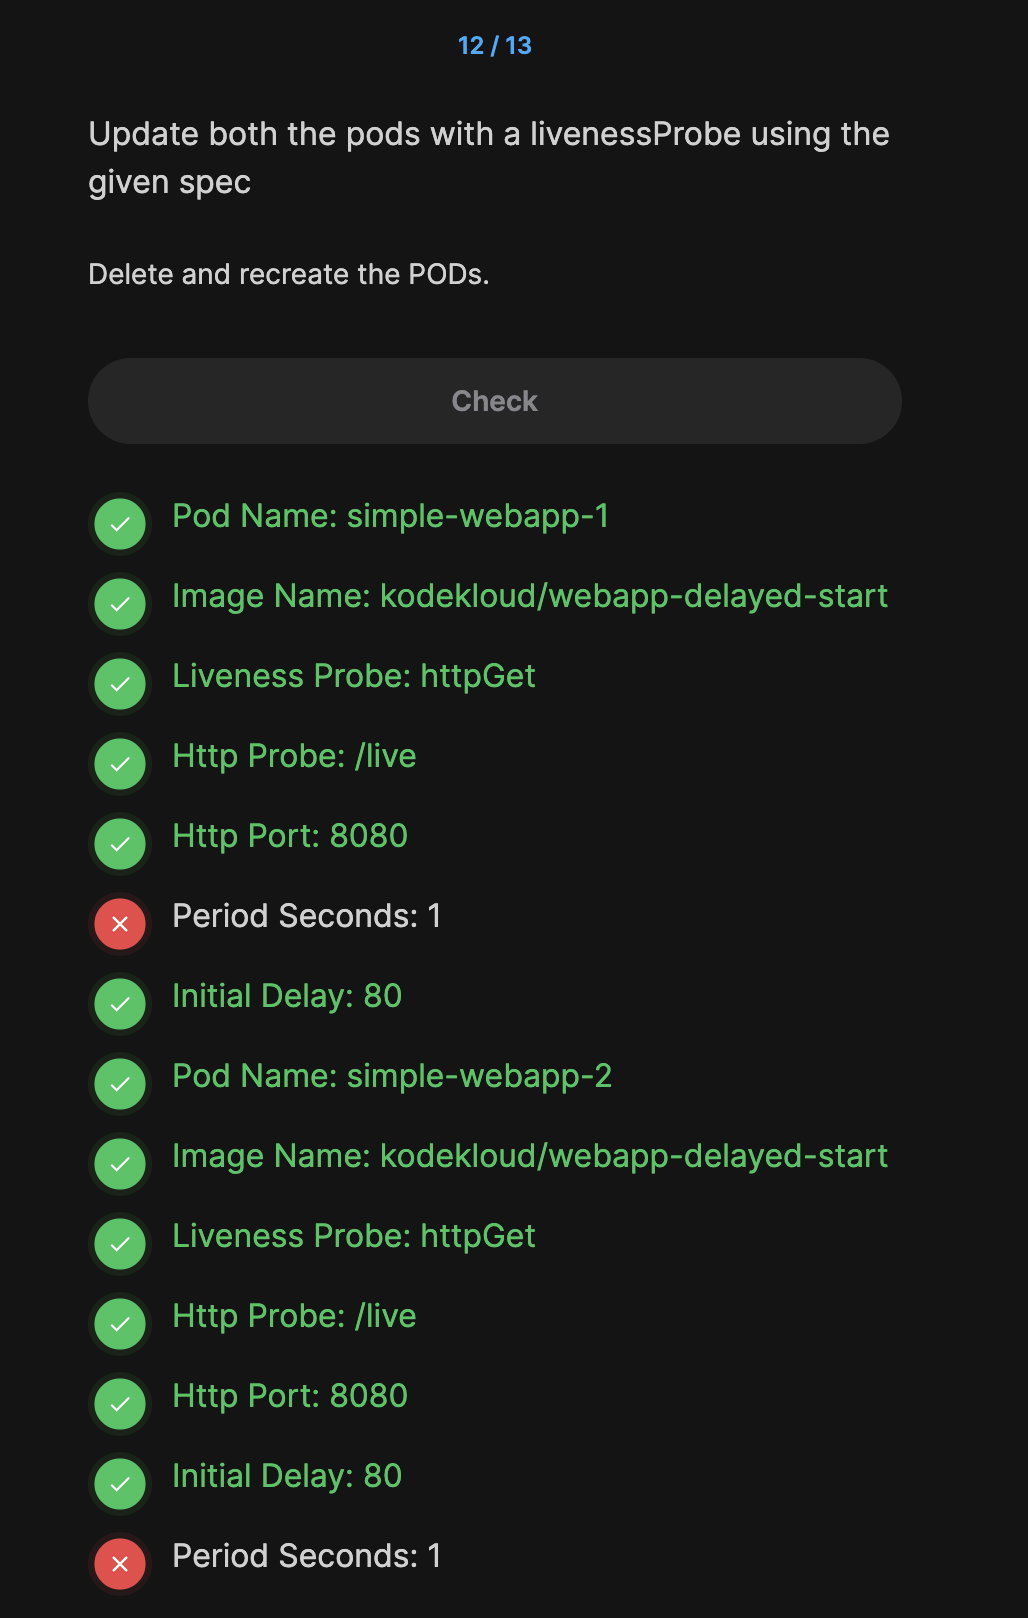 12 / 13
Update both the pods with a livenessProbe using the
given spec
Delete and recreate the PODs.
Check
Pod Name: simple-webapp-1
Image Name: kodekloud/webapp-delayed-start
Liveness Probe: httpGet
Http Probe: /live
Http Port: 8080
Period Seconds: 1
Initial Delay: 80
Pod Name: simple-webapp-2
Image Name: kodekloud/webapp-delayed-start
Liveness Probe: httpGet
Http Probe: /live
Http Port: 8080
Initial Delay: 80
Period Seconds: 1